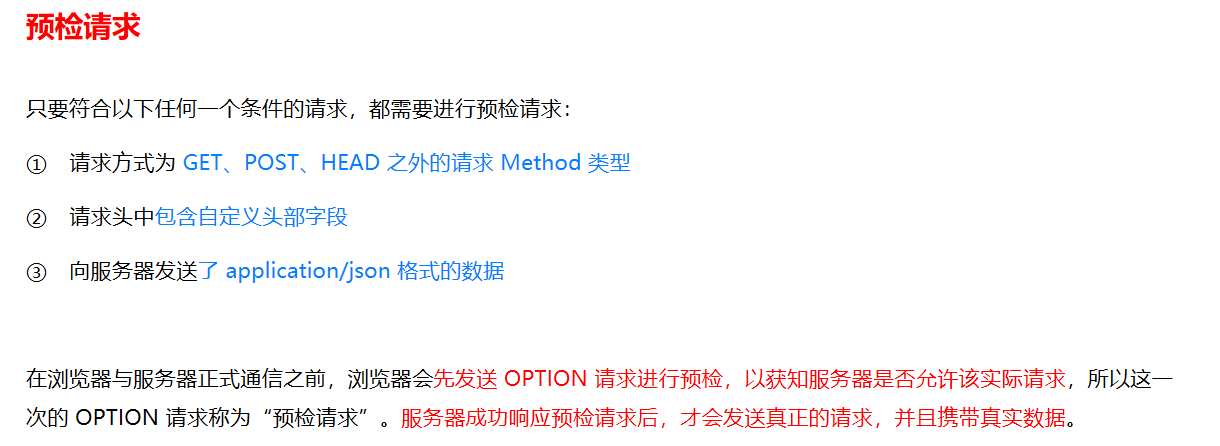 预检请求
只要符合以下任何一个条件的请求，都需要进行预检请求：
① 请求方式为 GET、POST、HEAD 之外的请求 Method 类型
② 请求头中包含自定义头部字段
③ 向服务器发送了 application/json 格式的数据
在浏览器与服务器正式通信之前，浏览器会先发送 OPTION 请求进行预检，以获知服务器是否允许该实际请求，所以这一
次的 OPTION 请求称为“预检请求”。服务器成功响应预检请求后，才会发送真正的请求，并且携带真实数据。